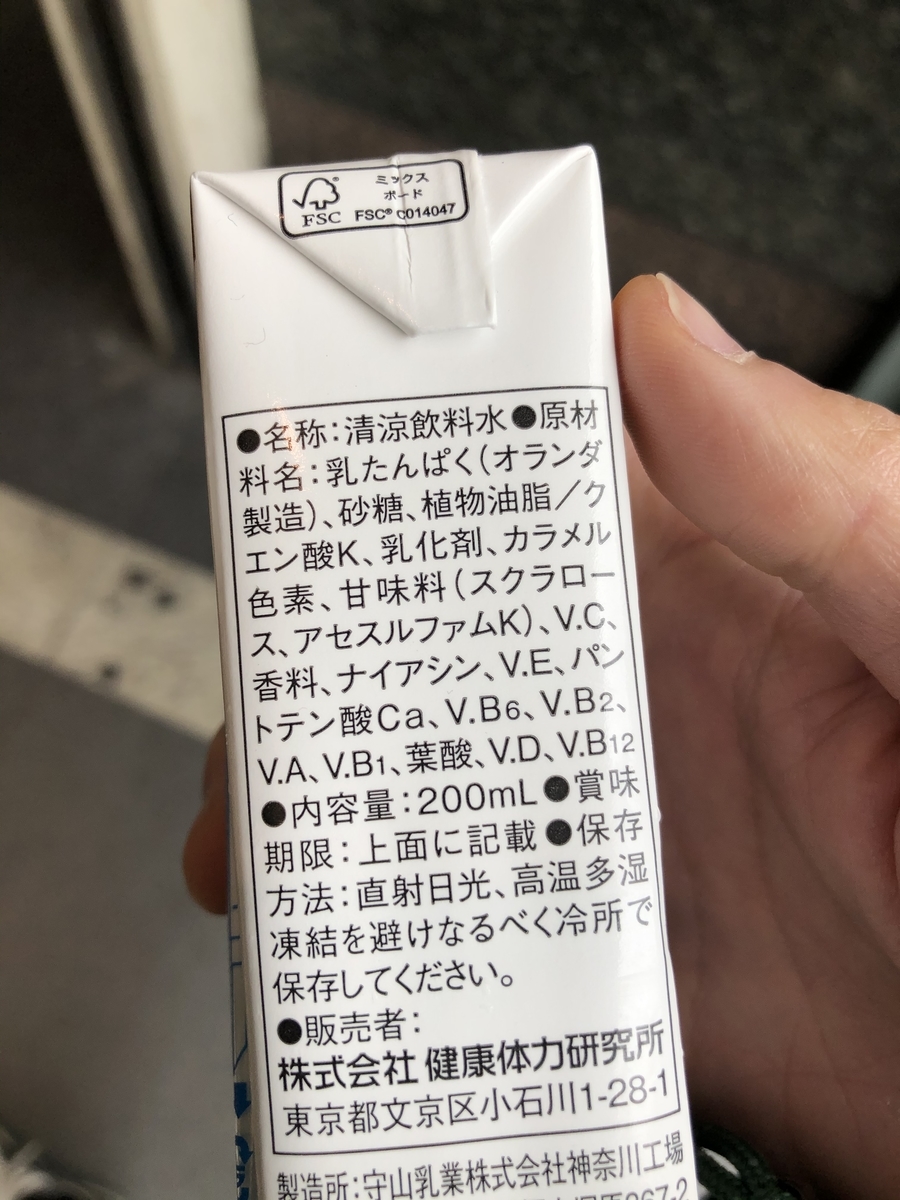 ミックス
ボード
FSC® C014047
FSC
●名称:清涼飲料水●原材
料名:乳たんぱく(オランダ
製造)、砂糖、植物油脂/ク
エン酸K、乳化剤、カラメル
色素、甘味料(スクラロー
ス、アセスルファムK)、V.C、
香料、ナイアシン、V.E、パン
トテン酸Ca、V.B6、V.B2、
V.A、V.B1、葉酸、V.D、V.B12
●内容量:200mL●賞味
期限:上面に記載●保存
方法:直射日光、高温多湿
凍結を避けなるべく冷所で
保存してください。
●販売者:
株式会社 健康体力研究所
東京都文京区小石川1-28-1
製造所:守山乳業株式会社神奈川工場